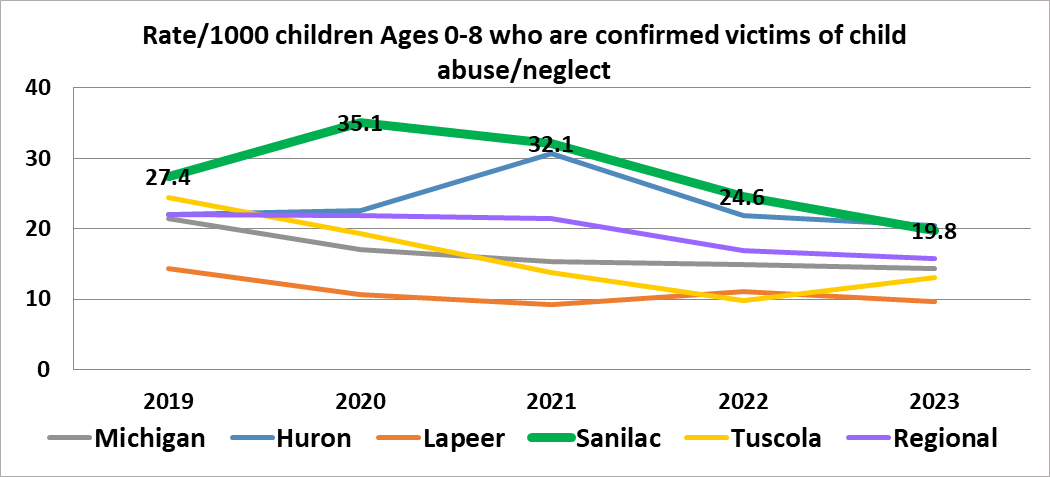 Rate/1000 children Ages 0-8 who are confirmed victims of child
abuse/neglect
40
30
20
10
0
27.4
35.1
32.1
24.6
19.8
2019 2020 2021 2022 2023
Michigan Huron Lapeer Sanilac Tuscola Regional